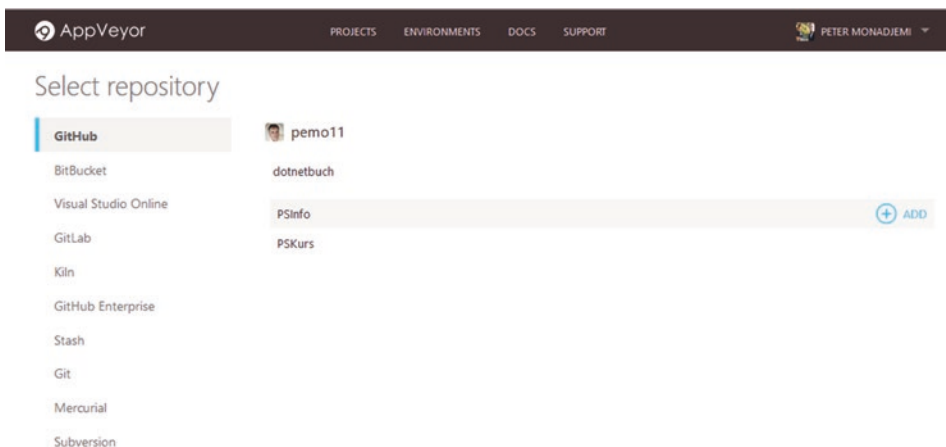 AppVeyor
PROJECTS ENVIRONMENTS DOCS SUPPORT
PETER MONADJEMI
Select repository
GitHub
BitBucket
Visual Studio Online
GitLab
Kiln
GitHub Enterprise
Stash
Git
Mercurial
Subversion
pemo11
dotnetbuch
PSInfo ADD
PSKurs